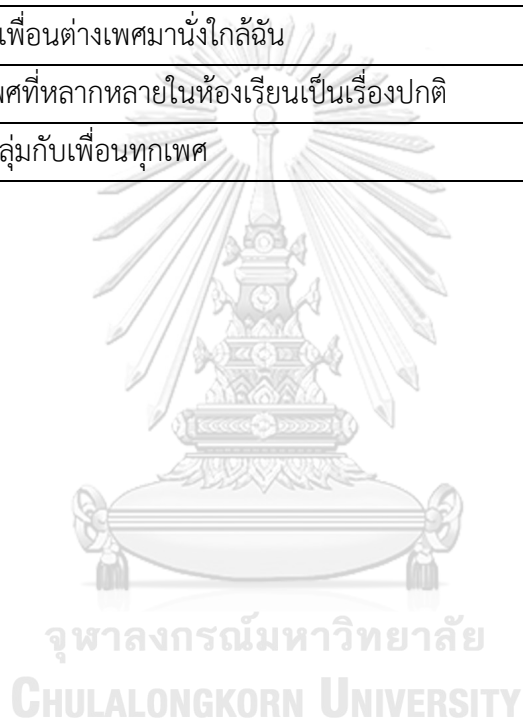 เพื่อนต่างเพศมานั่งใกล้ฉัน
ที่หลากหลายในห้องเรียนเป็นเรื่องปกติ
กับเพื่อนทุกเพศ
จุฬาลงกรณ์มหาวิทยาลัย
CHULALONGKORN UNIVERSITY